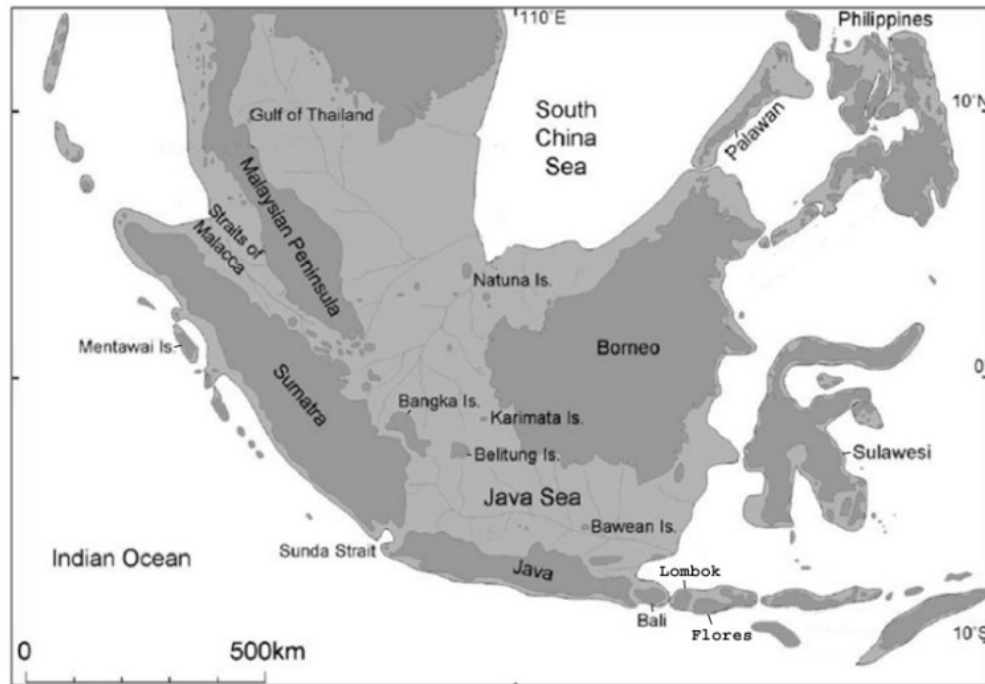 110°E
Philippines
10°N
Gulf of Thailand
South
China
Sea
Palawan
Malaysian Peninsula
Straits of
Malacca
Natuna Is.
Mentawai Is.
Borneo
0°
Sumatra
Bangka Is.
Karimata Is.
Belitung Is.
Sulawesi
Java Sea
Bawean Is.
Sunda Strait
Indian Ocean
Java
Lombok
Bali
Flores
10°S
0
500km